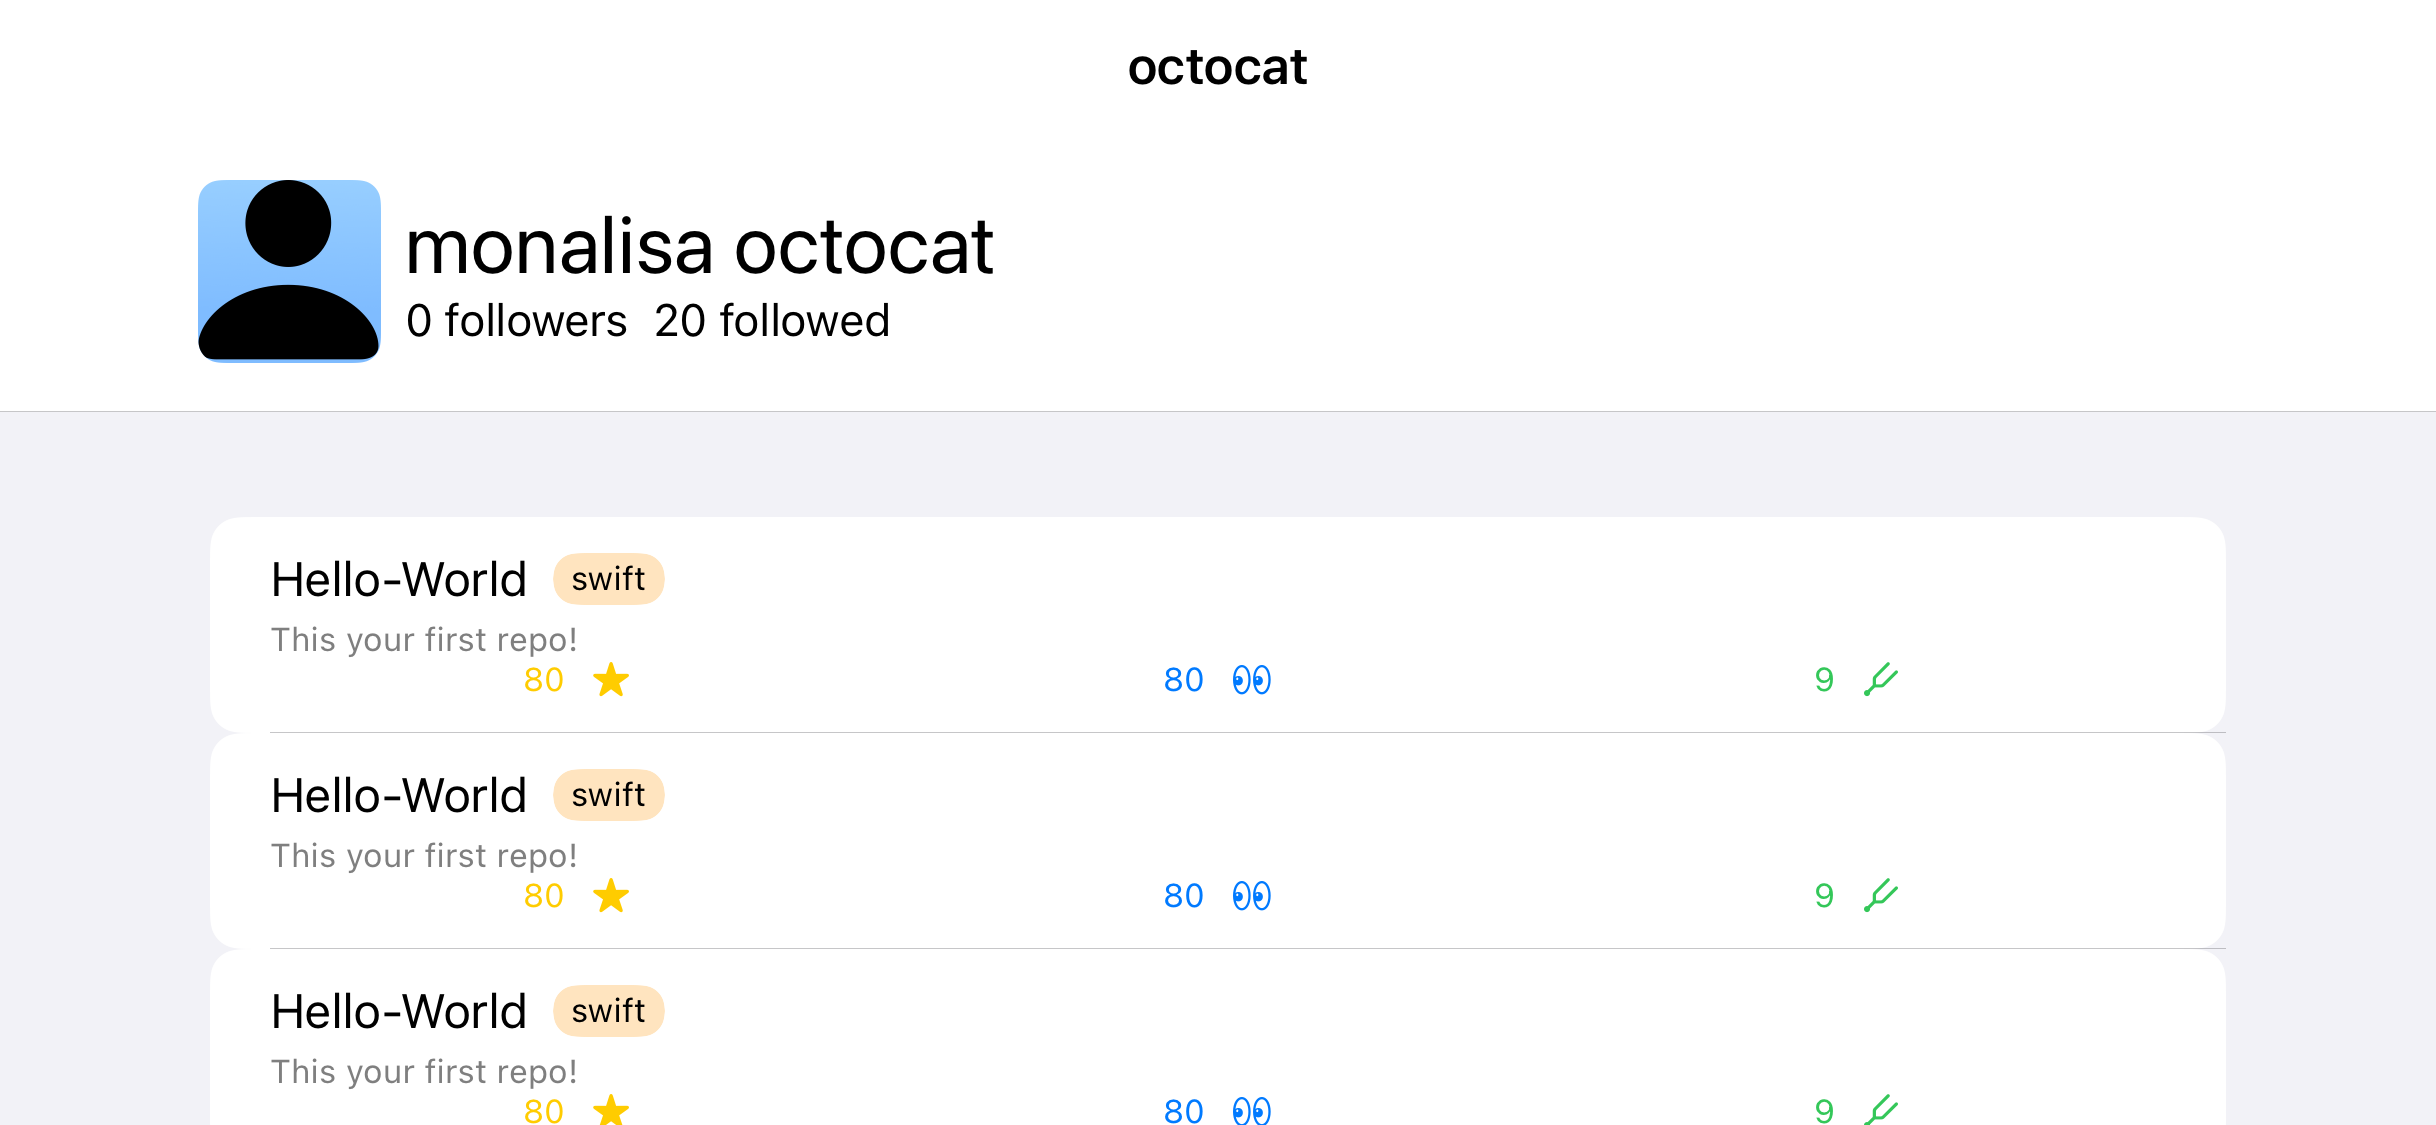 octocat
monalisa octocat
0 followers 20 followed
Hello-World swift
This your first repo!
80 80 9
Hello-World swift
This your first repo!
80 80 9
Hello-World swift
This your first repo!
80 80 9